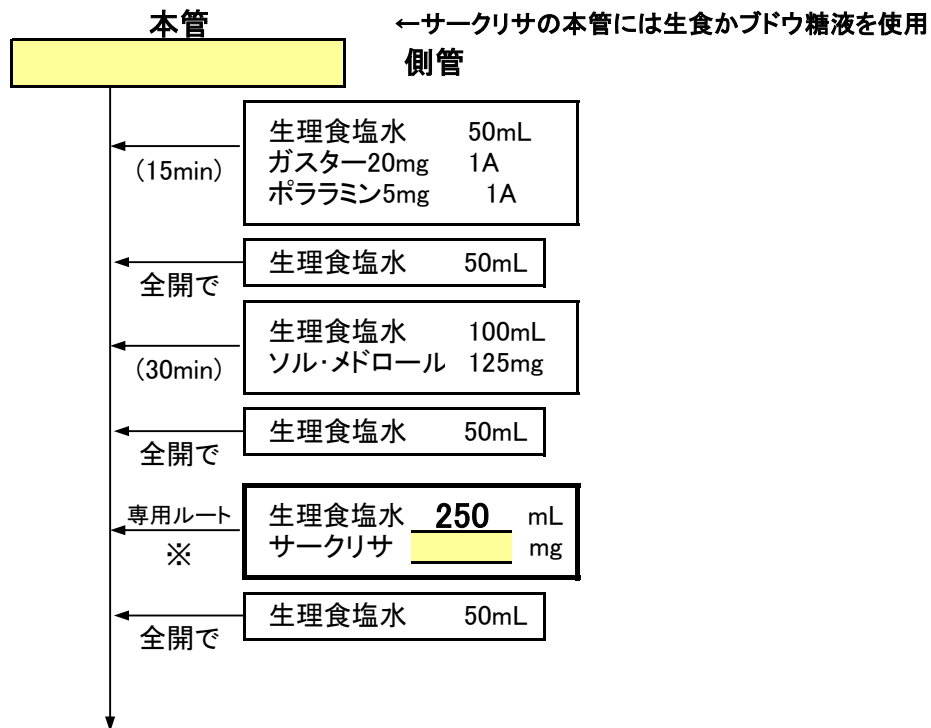 本管 ←サークリサの本管には生食かブドウ糖液を使用
側管
生理食塩水 50mL
(15min) ガスター20mg 1A
ポララミン5mg 1A
生理食塩水 50mL
全開で
生理食塩水 100mL
(30min) ソル・メドロール 125mg
生理食塩水 50mL
全開で
専用ルート 生理食塩水 250 mL
※ サークリサ mg
生理食塩水 50mL
全開で